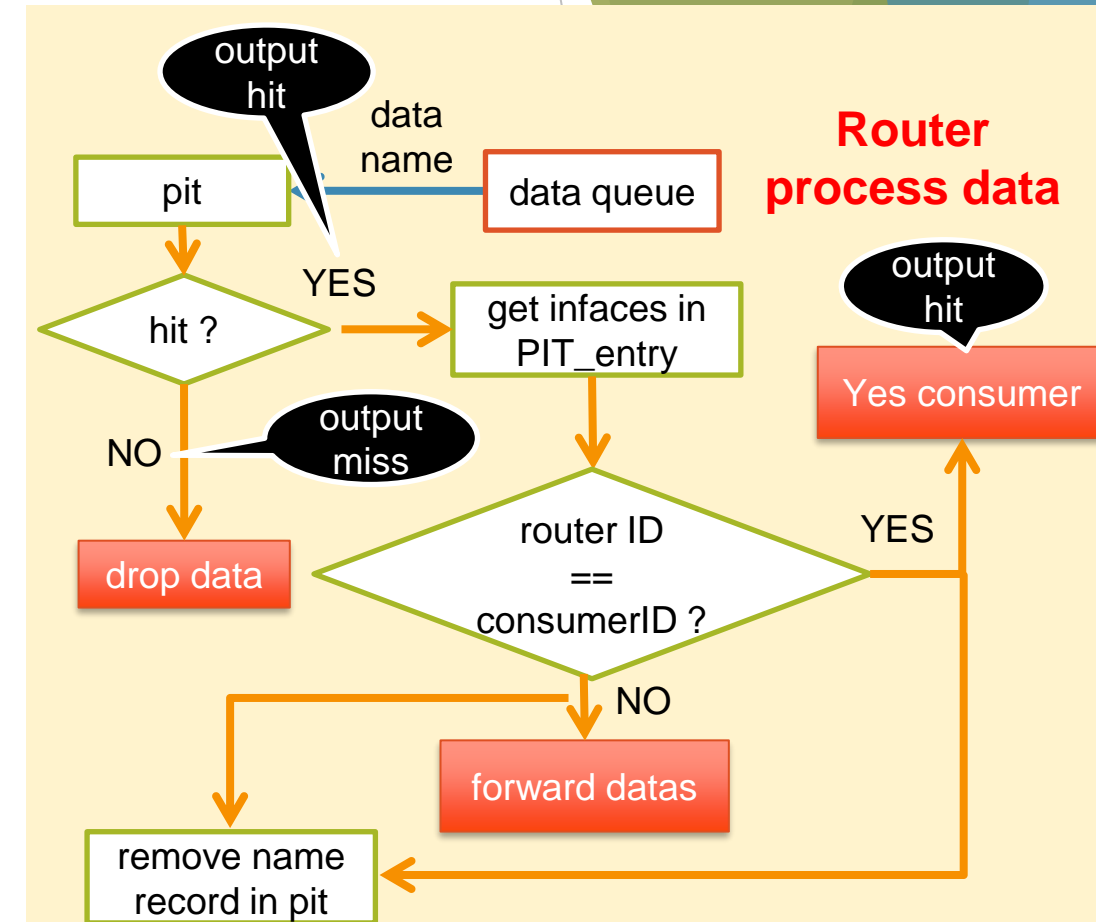 output
hit
data
name
Router
process data
pit
data queue
YES
hit ?
get infaces in
PIT_entry
output
hit
Yes consumer
NO
output
miss
drop data
router ID
==
consumerID ?
YES
NO
forward datas
remove name
record in pit